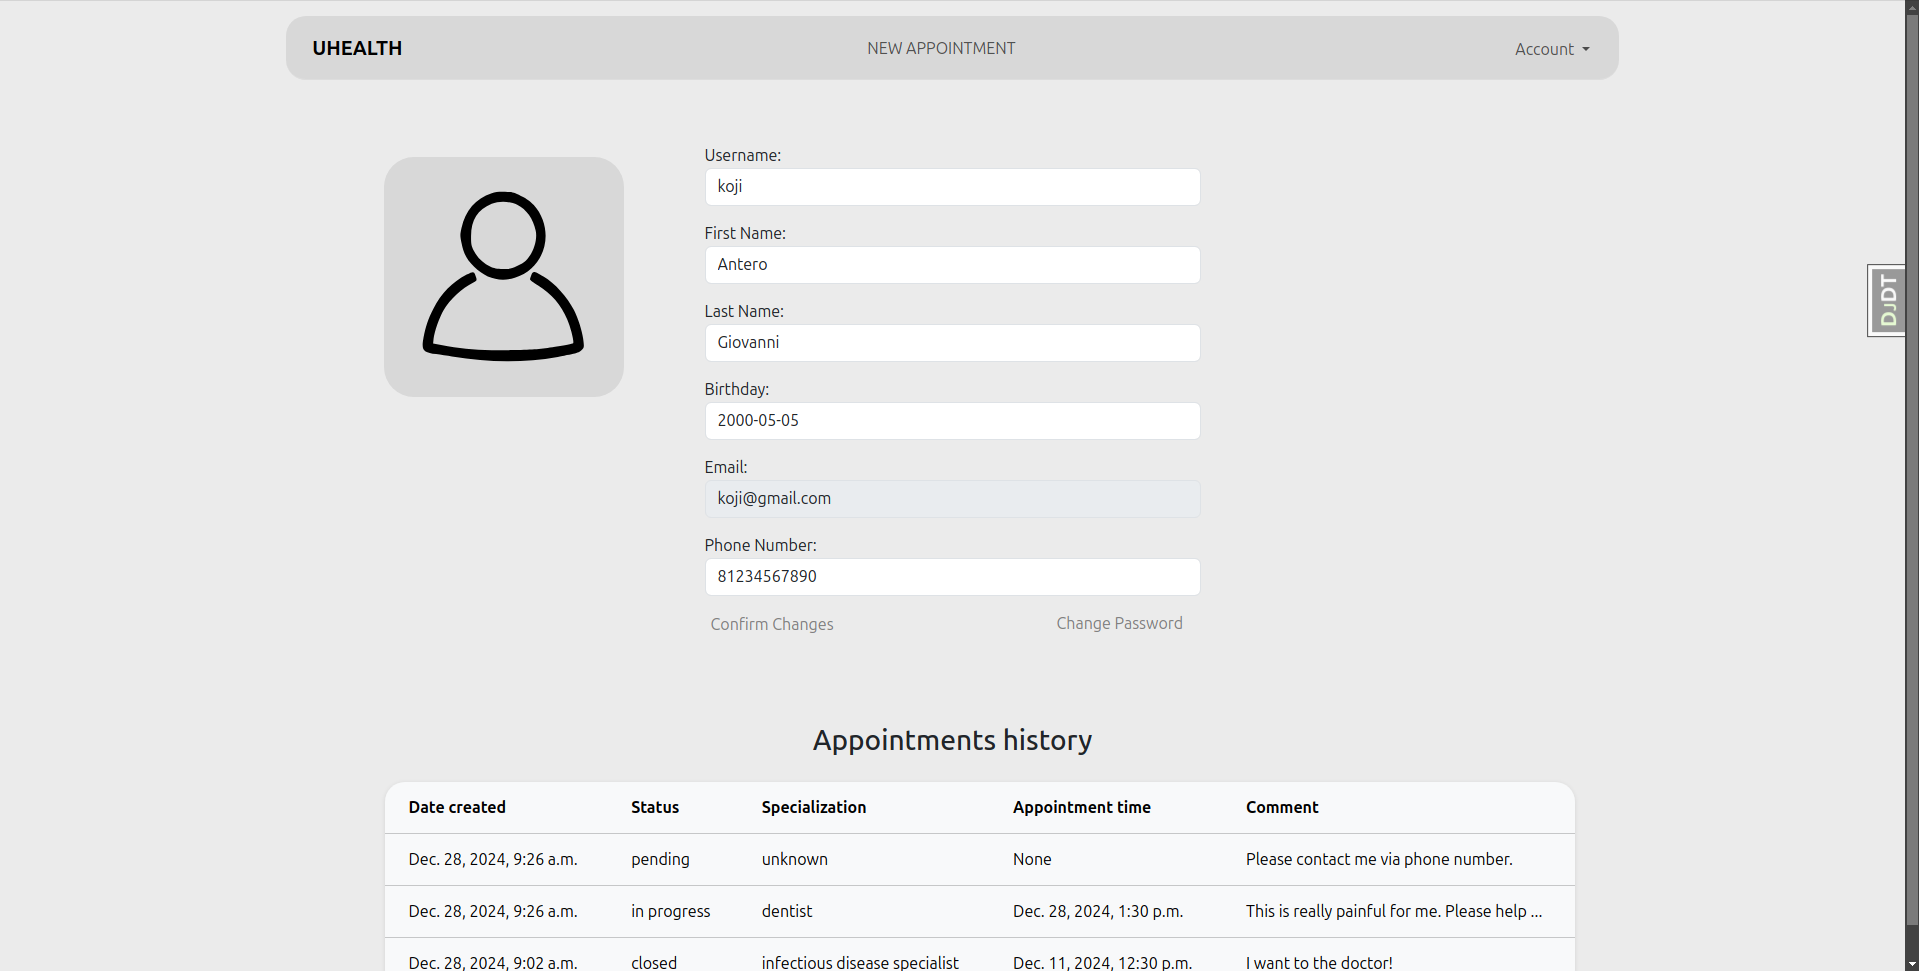 UHEALTH NEW APPOINTMENT Account
Username:
koji
First Name:
Antero
DJDT
Last Name:
Giovanni
Birthday:
2000-05-05
Email:
koji@gmail.com
Phone Number:
81234567890
Confirm Changes Change Password
Appointments history
Date created Status Specialization Appointment time Comment
Dec. 28, 2024, 9:26 a.m. pending unknown None Please contact me via phone number.
Dec. 28, 2024, 9:26 a.m. in progress dentist Dec. 28, 2024, 1:30 p.m. This is really painful for me. Please help ...
Dec. 28, 2024, 9:02 a.m. closed infectious disease specialist Dec. 11, 2024, 12:30 p.m. I want to the doctor!